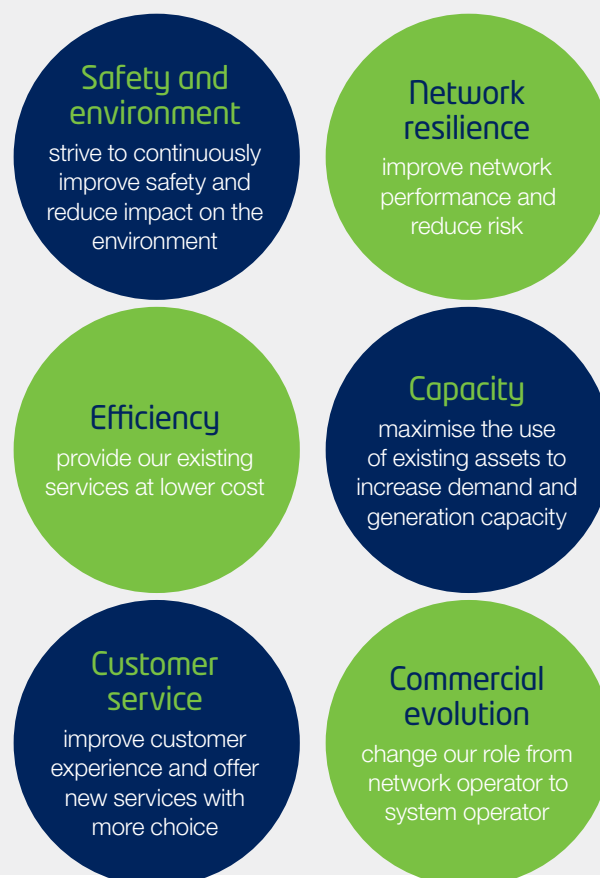 Safety and
environment
strive to continuously
improve safety and
reduce impact on the
environment
Network
resilience
improve network
performance and
reduce risk
Efficiency
provide our existing
services at lower cost
Capacity
maximise the use
of existing assets to
increase demand and
generation capacity
Customer
service
improve customer
experience and offer
new services with
more choice
Commercial
evolution
change our role from
network operator to
system operator